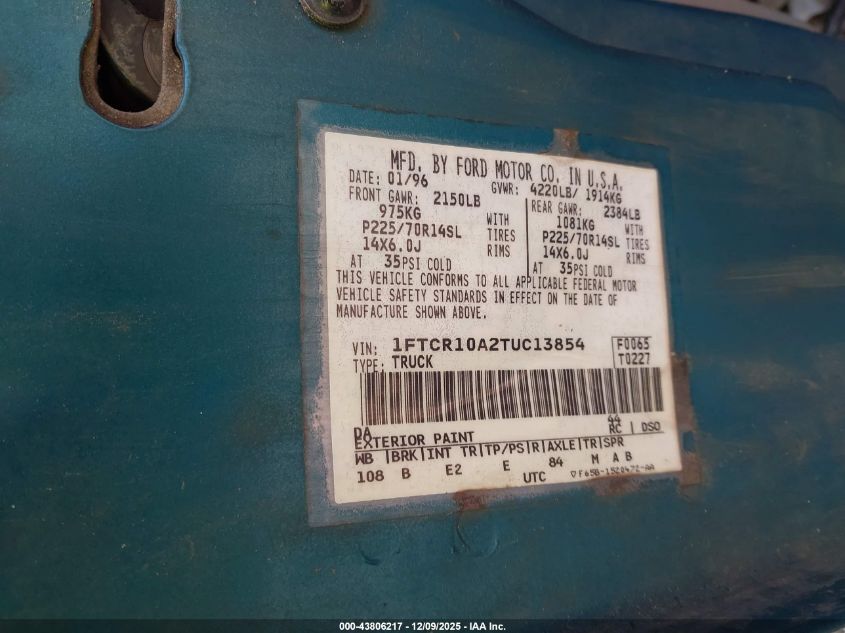 MFD. BY FORD MOTOR CO. IN U.S.A.
DATE: 01/96 GVWR: 4220LB/ 1914KG
FRONT GAWR: 2150LB REAR GAWR: 2384LB
975KG WITH 1081KG WITH
P225/70R14SL TIRES P225/70R14SL TIRES
14X6.0J RIMS 14X6.0J RIMS
AT 35PSI COLD AT 35PSI COLD
THIS VEHICLE CONFORMS TO ALL APPLICABLE FEDERAL MOTOR
VEHICLE SAFETY STANDARDS IN EFFECT ON THE DATE OF
MANUFACTURE SHOWN ABOVE.
VIN: 1FTCR10A2TUC13854 F0065
TYPE: TRUCK T0227
DA 44
EXTERIOR PAINT RC | DSO
WB |BRK|INT TR|TP/PS|R|AXLE|TR|SPR
108 B E2 E 84 M A B
UTC ▽F65B-1520472-AA
000-43806217 - 12/09/2025 - IAA Inc.